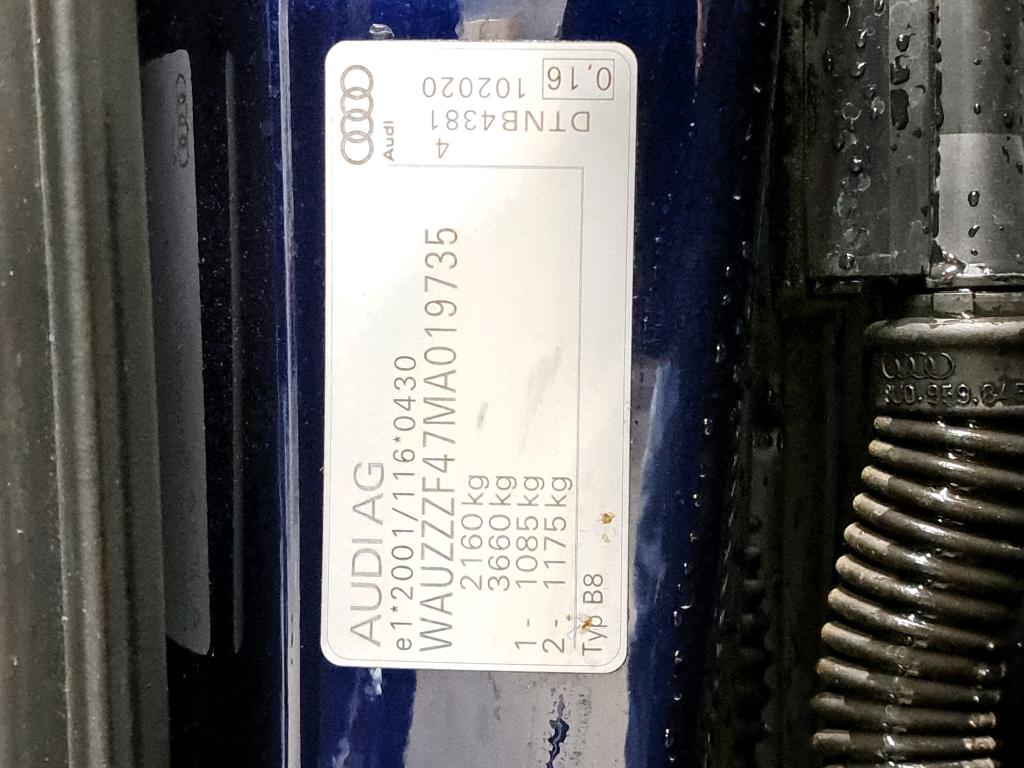 AUDI AG
e1*2001/116*0430
WAUZZZF47MA019735
2160kg
3660kg
1 - 1085kg
2 - 1175kg
Typ B8
Audi
4
DTNB4381
102020
0,16